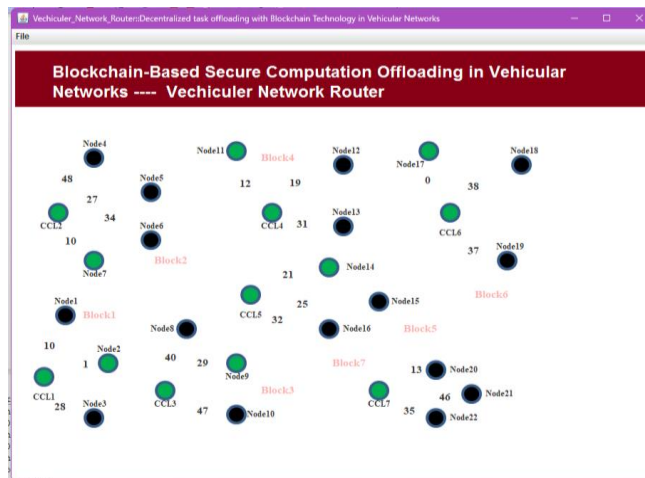 Vechiculer_Network_Router::Decentralized task offloading with Blockchain Technology in Vehicular Networks
File
Blockchain-Based Secure Computation Offloading in Vehicular
Networks ---- Vechiculer Network Router
Node4
Node11
Block4
Node12
Node17
Node18
48
Node5
12
19
0
38
27
34
CCL2
Node6
CCL4
31
Node13
CCL6
10
Block2
37
Node19
Node7
21
Node14
Node1
Block1
CCL5
25
Node15
Block6
32
Node8
Node16
Block5
10
Node2
40
29
Block7
1
Node9
13
Node20
CCL1
28
Node3
CCL3
47
Block3
Node10
CCL7
35
46
Node21
Node22